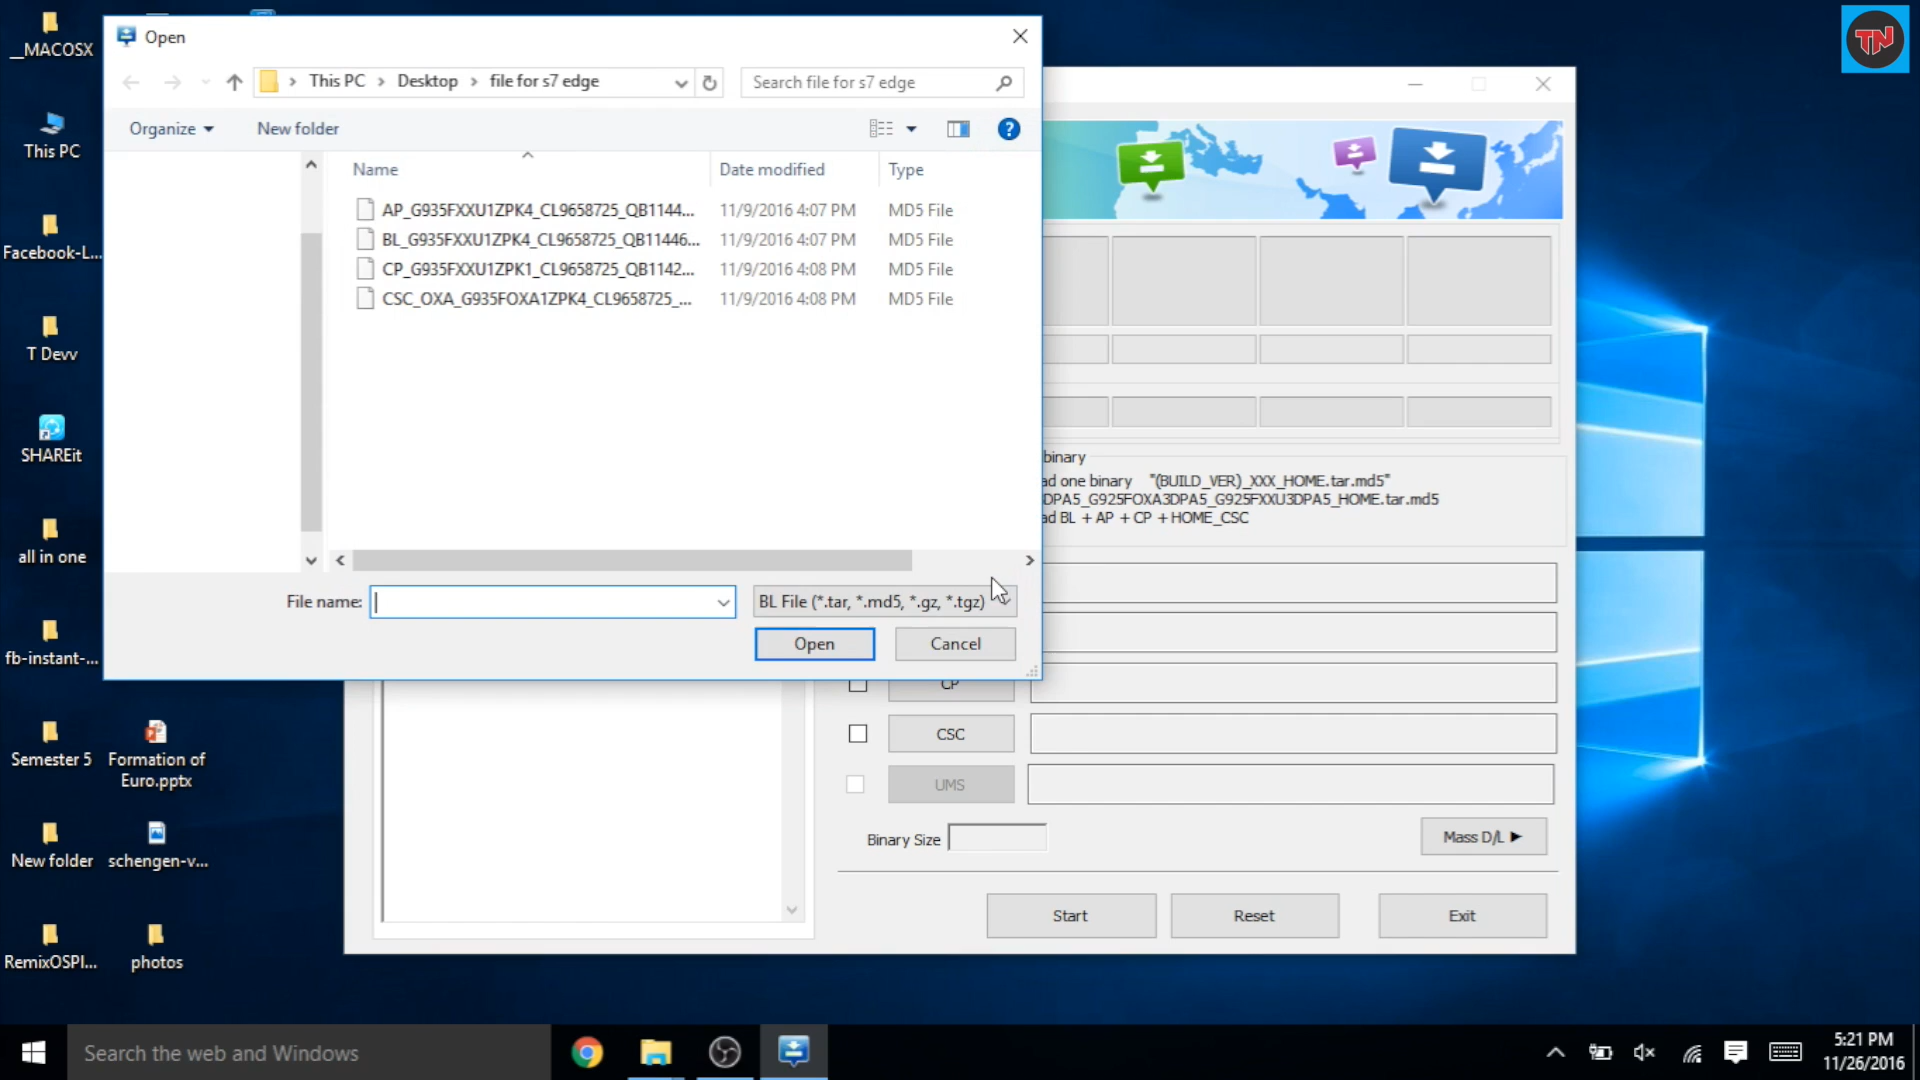 __MACOSX
This PC
Facebook-L...
T Devv
SHAREit
all in one
fb-instant-...
Semester 5
Formation of
Euro.pptx
New folder
schengen-v...
RemixOSPI...
photos
Open
This PC > Desktop > file for s7 edge
Search file for s7 edge
Organize
New folder
?
Name Date modified Type
AP_G935FXXU1ZPK4_CL9658725_QB1144... 11/9/2016 4:07 PM MD5 File
BL_G935FXXU1ZPK4_CL9658725_QB11446... 11/9/2016 4:07 PM MD5 File
CP_G935FXXU1ZPK1_CL9658725_QB1142... 11/9/2016 4:08 PM MD5 File
CSC_OXA_G935FOXA1ZPK4_CL9658725_... 11/9/2016 4:08 PM MD5 File
File name:
BL File (*.tar, *.md5, *.gz, *.tgz)
Open
Cancel
binary
ad one binary "(BUILD_VER)_XXX_HOME.tar.md5"
DPA5_G925FOXA3DPA5_G925FXXU3DPA5_HOME.tar.md5
ad BL + AP + CP + HOME_CSC
CP
CSC
UMS
Binary Size
Mass D/L ►
Start
Reset
Exit
TN
Search the web and Windows
5:21 PM
11/26/2016